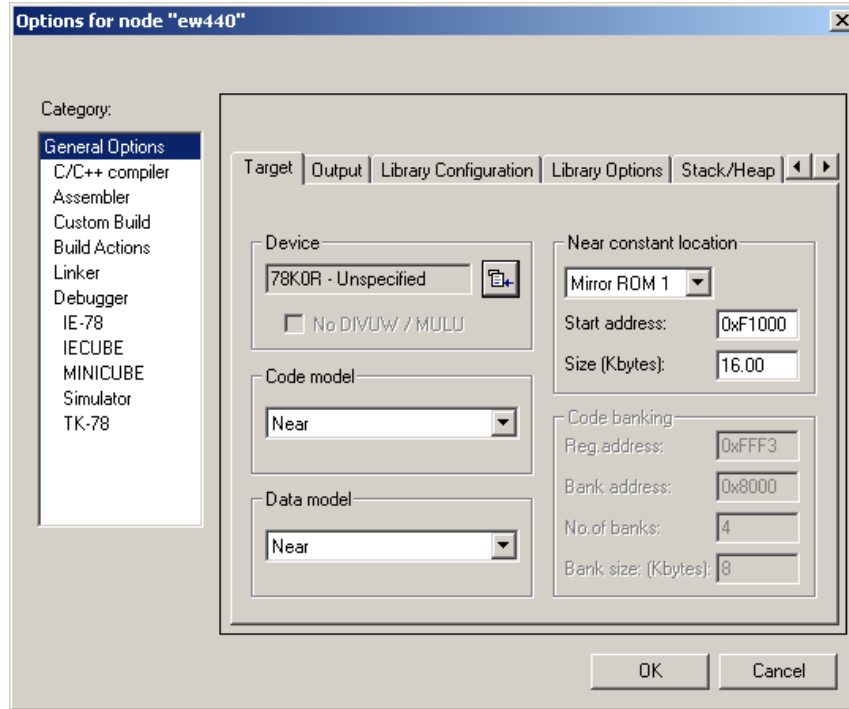 Options for node "ew440"
Category:
General Options
C/C++ compiler
Assembler
Custom Build
Build Actions
Linker
Debugger
IE-78
IECUBE
MINICUBE
Simulator
TK-78
Target Output Library Configuration Library Options Stack/Heap
Device
78K0R - Unspecified
No DIVUW / MULU
Code model
Near
Data model
Near
Near constant location
Mirror ROM 1
Start address: 0xF1000
Size (Kbytes): 16.00
Code banking
Reg.address: 0xFFF3
Bank address: 0x8000
No.of banks: 4
Bank size: (Kbytes): 8
OK Cancel